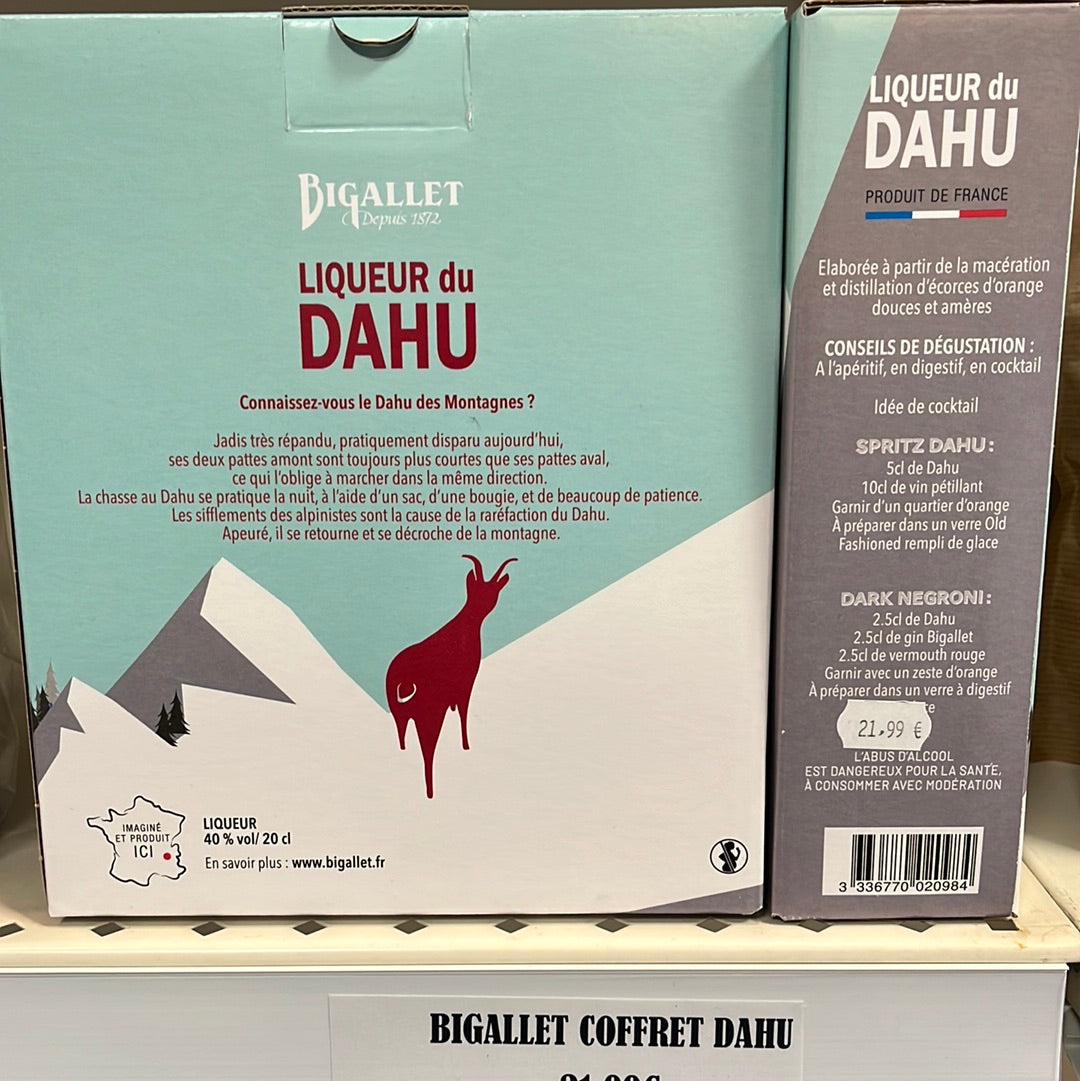 BIGALLET
Depuis 1872
LIQUEUR du
DAHU
Connaissez-vous le Dahu des Montagnes ?
Jadis très répandu, pratiquement disparu aujourd'hui,
ses deux pattes amont sont toujours plus courtes que ses pattes aval,
ce qui l'oblige à marcher dans la même direction.
La chasse au Dahu se pratique la nuit, à l'aide d'un sac, d'une bougie, et de beaucoup de patience.
Les sifflements des alpinistes sont la cause de la raréfaction du Dahu.
Apeuré, il se retourne et se décroche de la montagne.
IMAGINÉ
ET PRODUIT
ICI
LIQUEUR
40 % vol/ 20 cl
En savoir plus : www.bigallet.fr
LIQUEUR du
DAHU
PRODUIT DE FRANCE
Elaborée à partir de la macération
et distillation d'écorces d'orange
douces et amères
CONSEILS DE DÉGUSTATION :
A l'apéritif, en digestif, en cocktail
Idée de cocktail
SPRITZ DAHU :
5cl de Dahu
10cl de vin pétillant
Garnir d'un quartier d'orange
À préparer dans un verre Old
Fashioned rempli de glace
DARK NEGRONI :
2.5cl de Dahu
2.5cl de gin Bigallet
2.5cl de vermouth rouge
Garnir avec un zeste d'orange
À préparer dans un verre à digestif
21,99 €
L'ABUS D'ALCOOL
EST DANGEREUX POUR LA SANTÉ,
À CONSOMMER AVEC MODÉRATION
3 336770 020984
BIGALLET COFFRET DAHU